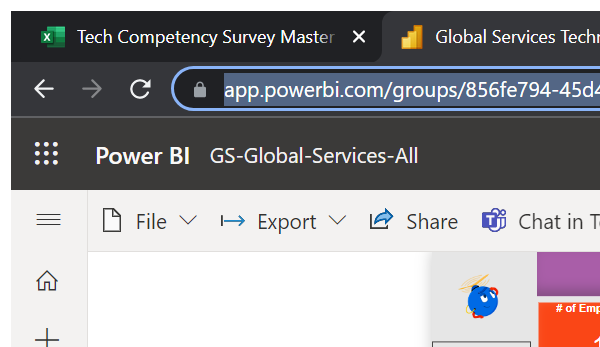 Tech Competency Survey Master
Global Services Techn
app.powerbi.com/groups/856fe794-45d4
Power BI GS-Global-Services-All
File Export Share Chat in T
# of Emp